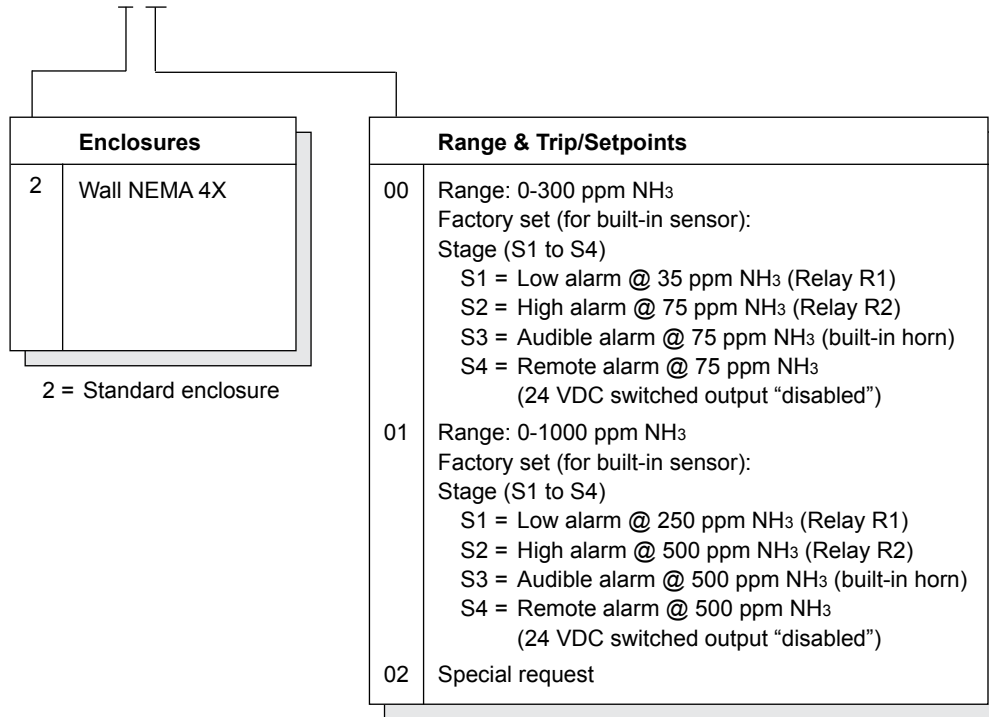 Enclosures
2 Wall NEMA 4X
2 = Standard enclosure
Range & Trip/Setpoints
00 Range: 0-300 ppm NH3
Factory set (for built-in sensor):
Stage (S1 to S4)
S1 = Low alarm @ 35 ppm NH3 (Relay R1)
S2 = High alarm @ 75 ppm NH3 (Relay R2)
S3 = Audible alarm @ 75 ppm NH3 (built-in horn)
S4 = Remote alarm @ 75 ppm NH3
(24 VDC switched output “disabled”)
01 Range: 0-1000 ppm NH3
Factory set (for built-in sensor):
Stage (S1 to S4)
S1 = Low alarm @ 250 ppm NH3 (Relay R1)
S2 = High alarm @ 500 ppm NH3 (Relay R2)
S3 = Audible alarm @ 500 ppm NH3 (built-in horn)
S4 = Remote alarm @ 500 ppm NH3
(24 VDC switched output “disabled”)
02 Special request